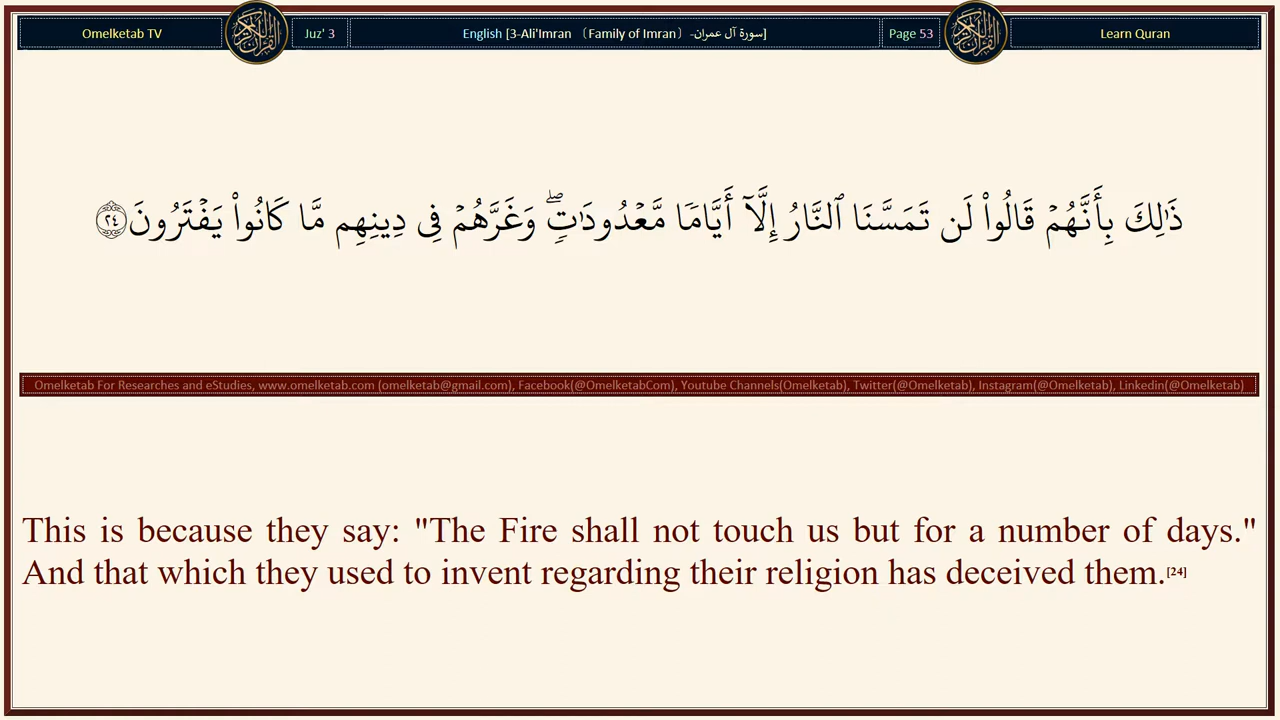 Omelketab TV
Juz' 3
English [3-Ali'Imran (Family of Imran) -سورة آل عمران]
Page 53
Learn Quran
ذَٰلِكَ بِأَنَّهُمۡ قَالُواْ لَن تَمَسَّنَا ٱلنَّارُ إِلَّآ أَيَّامٗا مَّعۡدُودَٰتٖۖ وَغَرَّهُمۡ فِي دِينِهِم مَّا كَانُواْ يَفۡتَرُونَ ٢٤
Omelketab For Researches and eStudies, www.omelketab.com (omelketab@gmail.com), Facebook(@OmelketabCom), Youtube Channels(Omelketab), Twitter(@Omelketab), Instagram(@Omelketab), Linkedin(@Omelketab)
This is because they say: "The Fire shall not touch us but for a number of days."
And that which they used to invent regarding their religion has deceived them.[24]